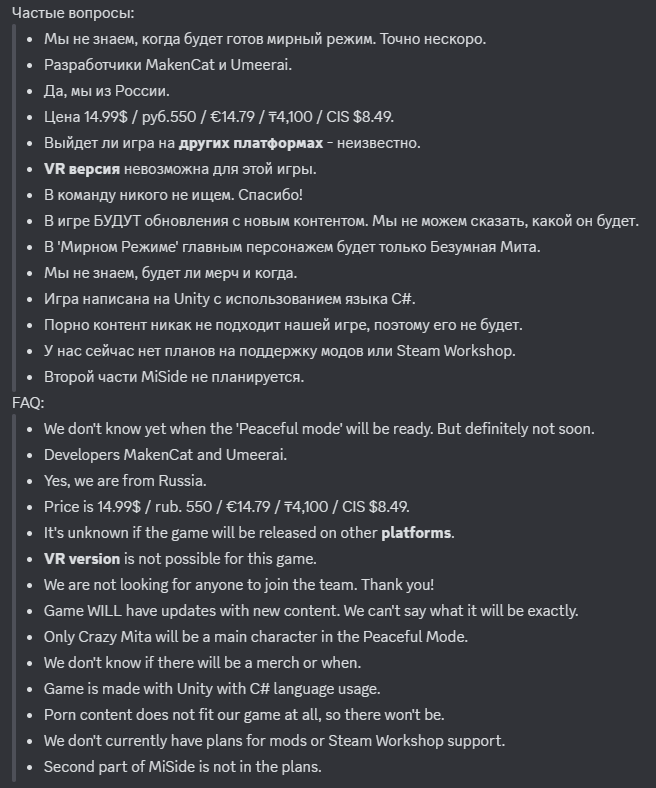 Частые вопросы:
• Мы не знаем, когда будет готов мирный режим. Точно нескоро.
• Разработчики MakenCat и Umeerai.
• Да, мы из России.
• Цена 14.99$ / руб.550 / €14.79 / ₸4,100 / CIS $8.49.
• Выйдет ли игра на других платформах - неизвестно.
• VR версия невозможна для этой игры.
• В команду никого не ищем. Спасибо!
• В игре БУДУТ обновления с новым контентом. Мы не можем сказать, какой он будет.
• В 'Мирном Режиме' главным персонажем будет только Безумная Мита.
• Мы не знаем, будет ли мерч и когда.
• Игра написана на Unity с использованием языка C#.
• Порно контент никак не подходит нашей игре, поэтому его не будет.
• У нас сейчас нет планов на поддержку модов или Steam Workshop.
• Второй части MiSide не планируется.
FAQ:
• We don't know yet when the 'Peaceful mode' will be ready. But definitely not soon.
• Developers MakenCat and Umeerai.
• Yes, we are from Russia.
• Price is 14.99$ / rub. 550 / €14.79 / ₸4,100 / CIS $8.49.
• It's unknown if the game will be released on other platforms.
• VR version is not possible for this game.
• We are not looking for anyone to join the team. Thank you!
• Game WILL have updates with new content. We can't say what it will be exactly.
• Only Crazy Mita will be a main character in the Peaceful Mode.
• We don't know if there will be a merch or when.
• Game is made with Unity with C# language usage.
• Porn content does not fit our game at all, so there won't be.
• We don't currently have plans for mods or Steam Workshop support.
• Second part of MiSide is not in the plans.